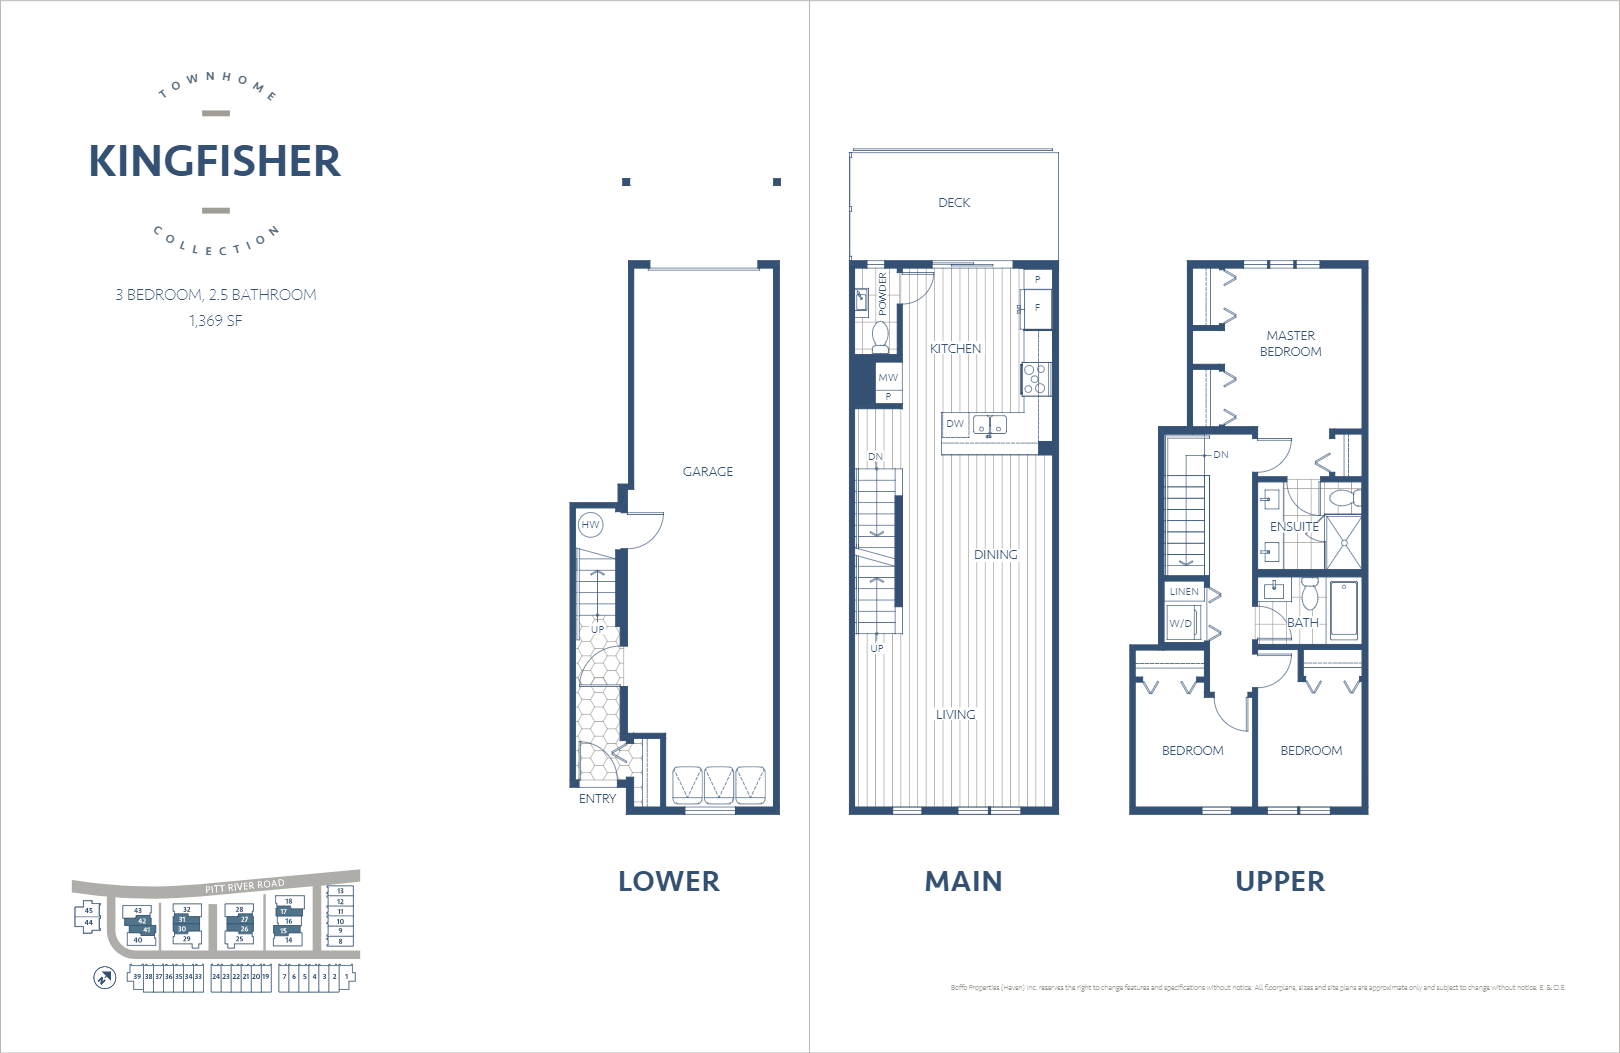 TOWNHOME
KINGFISHER
COLLECTION
3 BEDROOM, 2.5 BATHROOM
1,369 SF
GARAGE
HW
UP
ENTRY
LOWER
DECK
POWDER
P
F
KITCHEN
MW
P
DW
DN
DINING
UP
LIVING
MAIN
MASTER
BEDROOM
DN
ENSUITE
LINEN
W/D
BATH
BEDROOM
BEDROOM
UPPER
PITT RIVER ROAD
45
44
43
42
41
40
32
31
30
29
28
27
26
25
18
17
16
15
14
13
12
11
10
9
8
39 38 37 36 35 34 33
24 23 22 21 20 19
7 6 5 4 3 2 1
N
Boffo Properties (Haven) Inc. reserves the right to change features and specifications without notice. All floorplans, sizes and site plans are approximate only and subject to change without notice. E. & O.E.